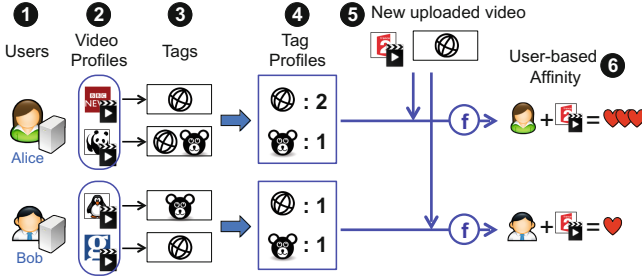 1 2 3 4 5 New uploaded video
Users Video Profiles Tags Tag Profiles
User-based Affinity 6
BBC
NEWS
: 2
f
+ =
Alice
: 1
: 1
f
+ =
Bob
g
: 1